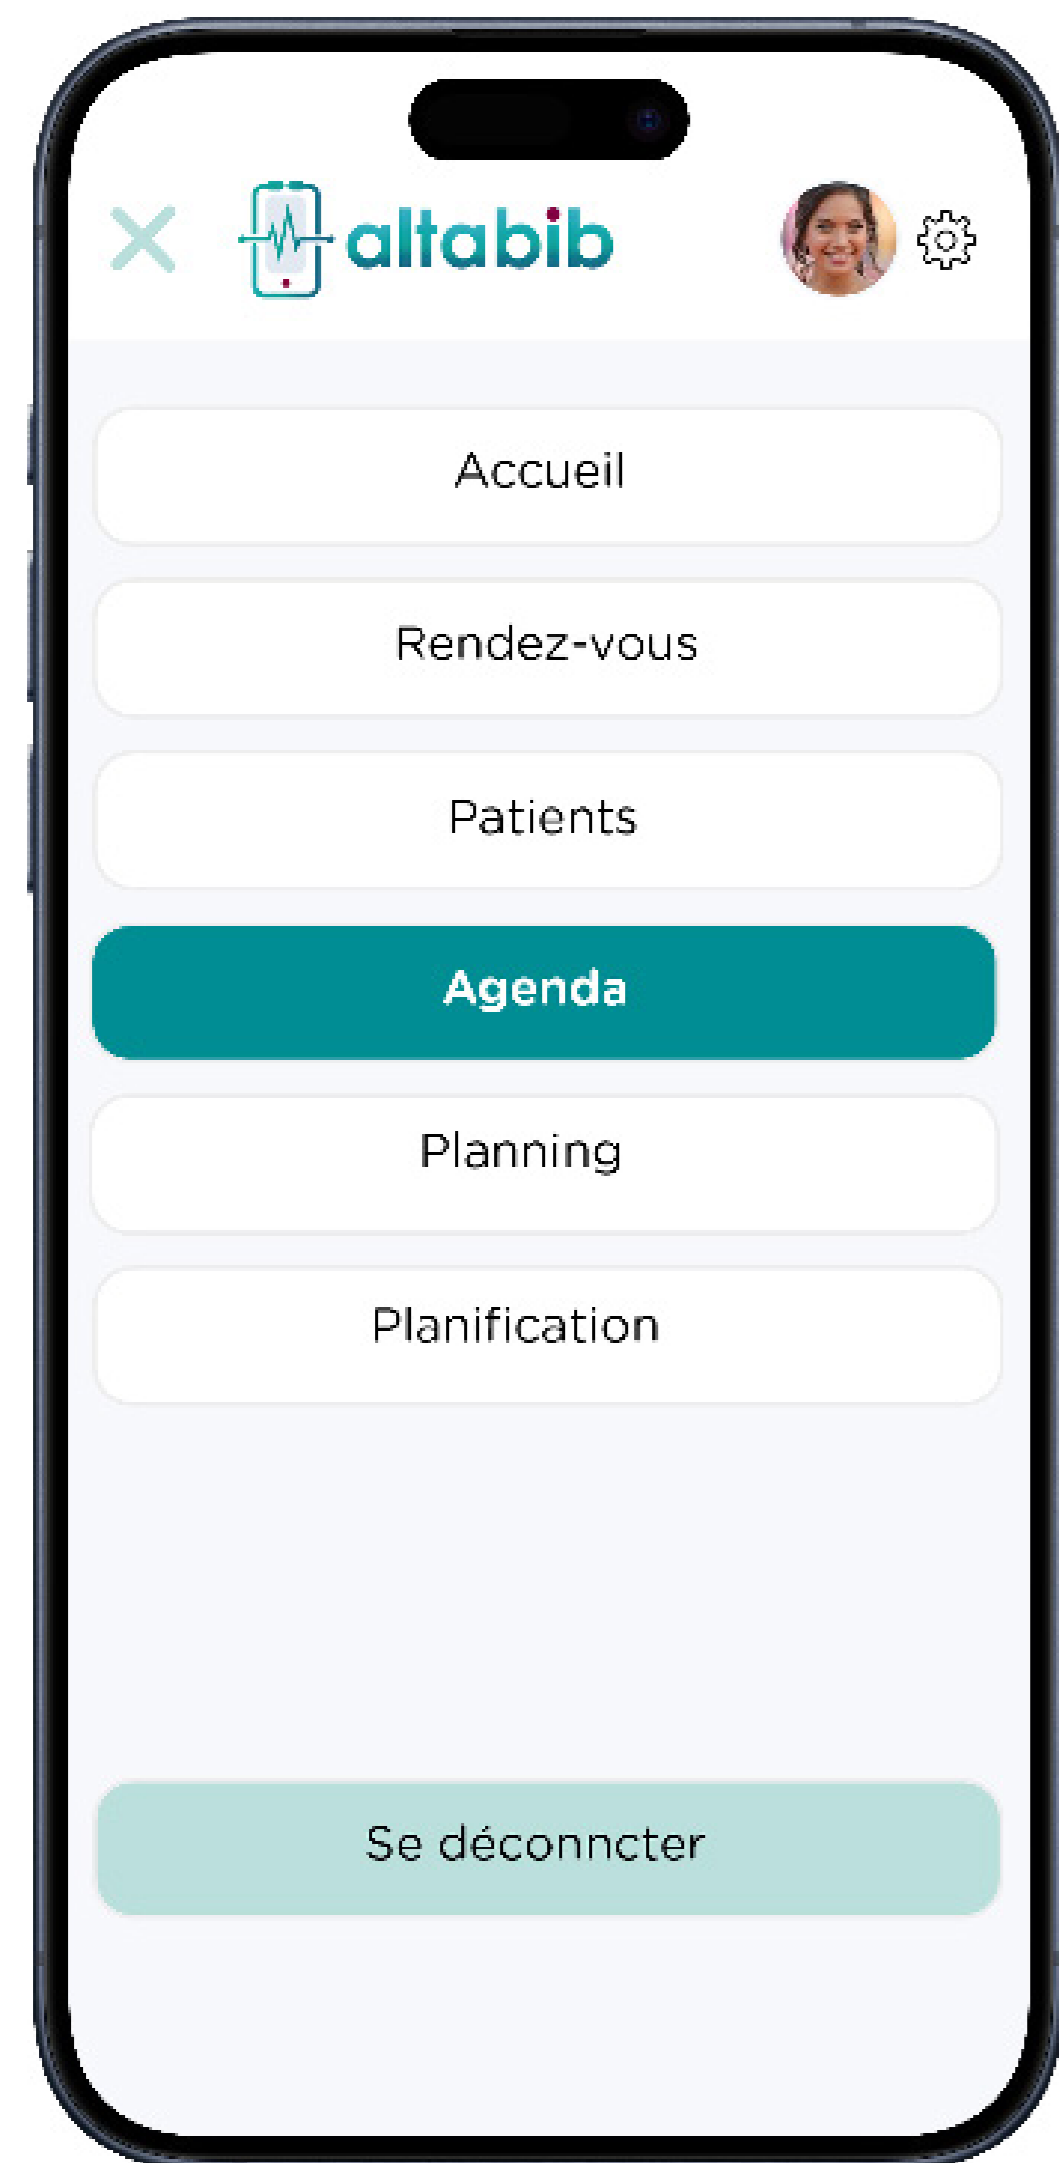 altabib
Accueil
Rendez-vous
Patients
Agenda
Planning
Planification
Se déconncter